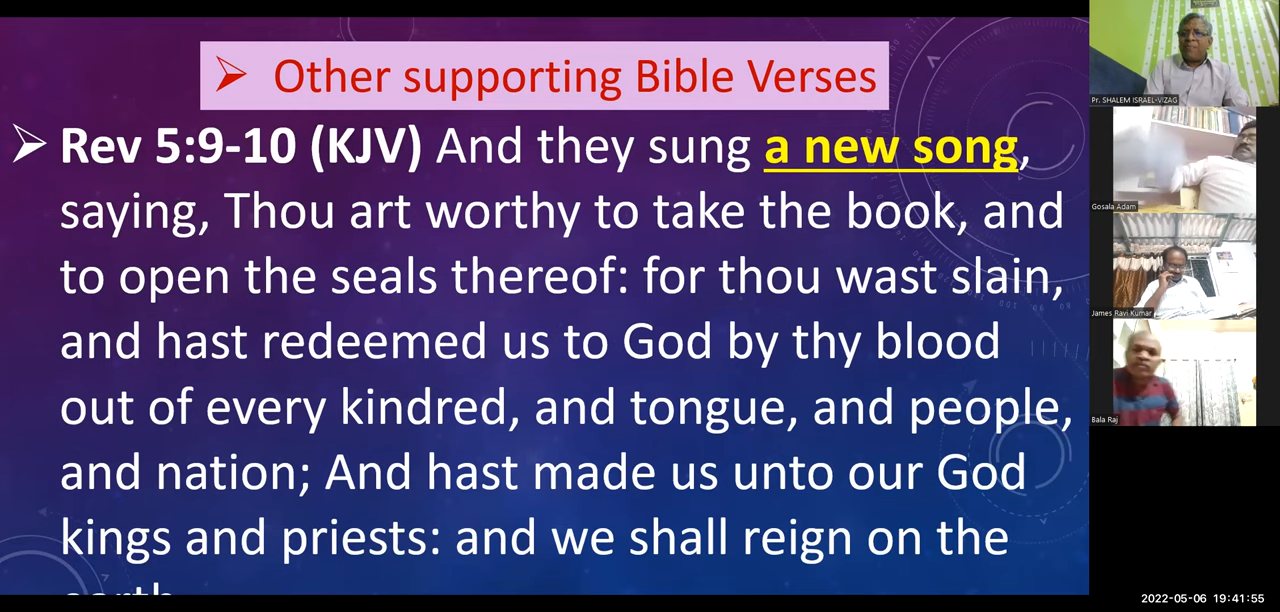 Other supporting Bible Verses
Rev 5:9-10 (KJV) And they sung a new song,
saying, Thou art worthy to take the book, and
to open the seals thereof: for thou wast slain,
and hast redeemed us to God by thy blood
out of every kindred, and tongue, and people,
and nation; And hast made us unto our God
kings and priests: and we shall reign on the
earth
Pr. SHALEM ISRAEL-VIZAG
Gosala Adam
James Ravi Kumar
Bala Raj
2022-05-06 19:41:55